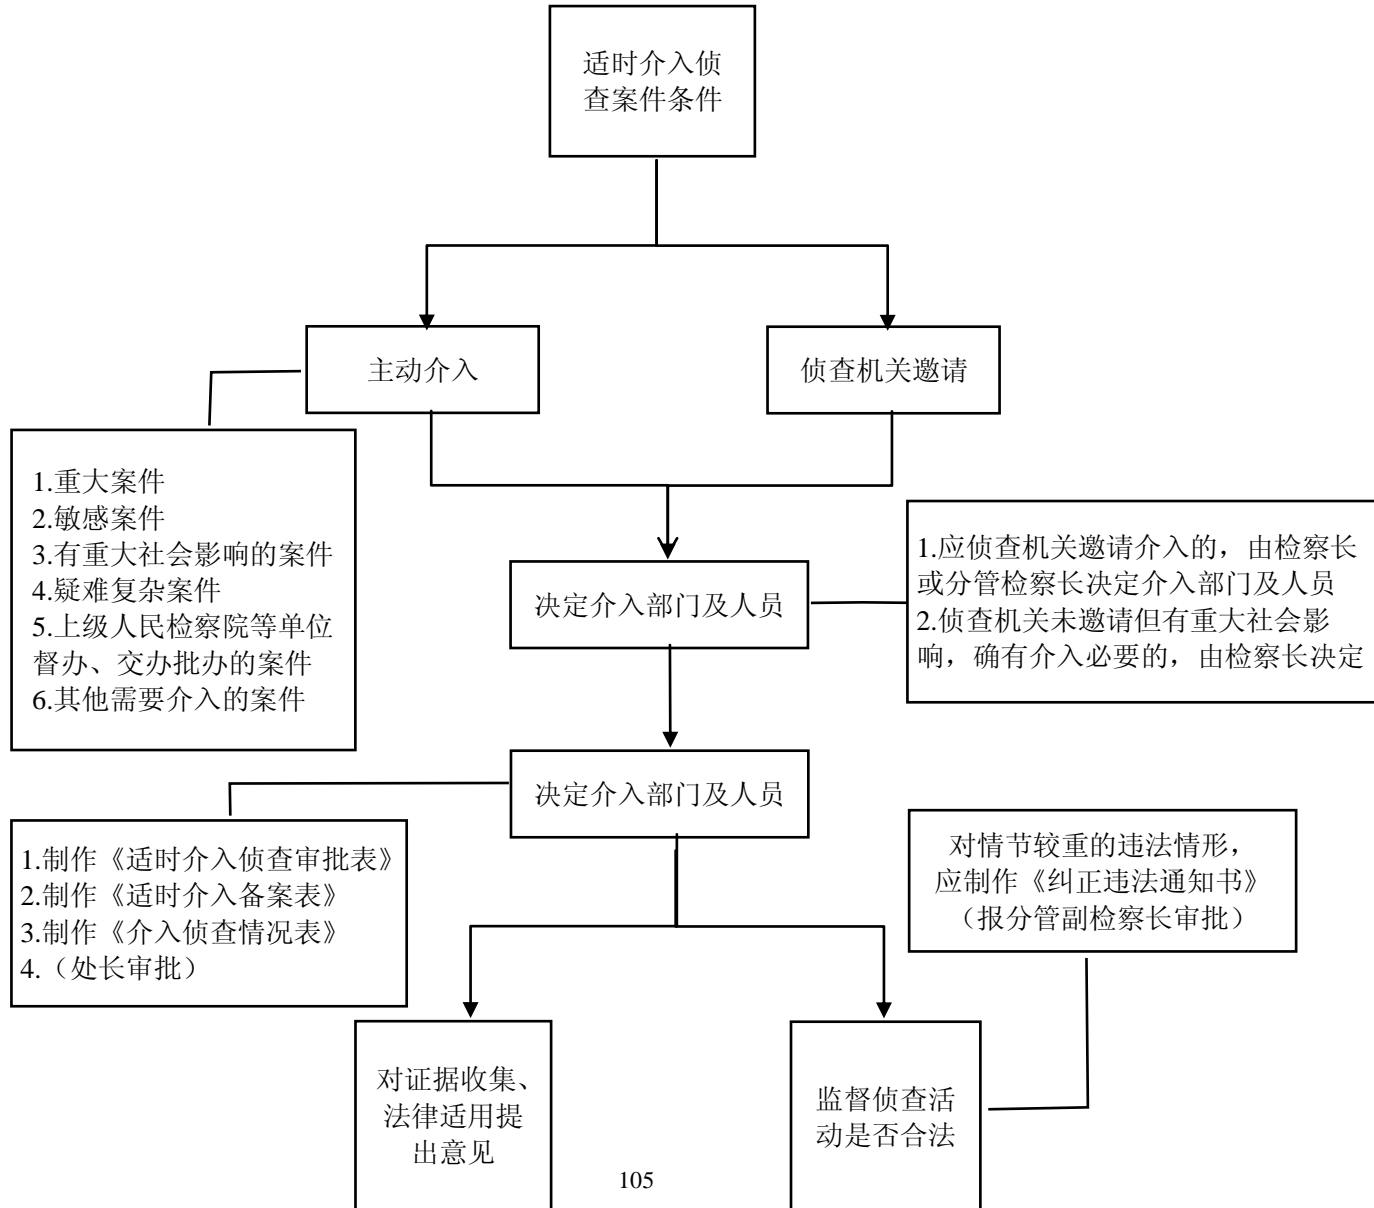 适时介入侦
查案件条件
主动介入
侦查机关邀请
1.重大案件
2.敏感案件
3.有重大社会影响的案件
4.疑难复杂案件
5.上级人民检察院等单位
督办、交办批办的案件
6.其他需要介入的案件
决定介入部门及人员
1.应侦查机关邀请介入的，由检察长
或分管检察长决定介入部门及人员
2.侦查机关未邀请但有重大社会影
响，确有介入必要的，由检察长决定
决定介入部门及人员
1.制作《适时介入侦查审批表》
2.制作《适时介入备案表》
3.制作《介入侦查情况表》
4.（处长审批）
对情节较重的违法情形，
应制作《纠正违法通知书》
（报分管副检察长审批）
对证据收集、
法律适用提
出意见
监督侦查活
动是否合法
105